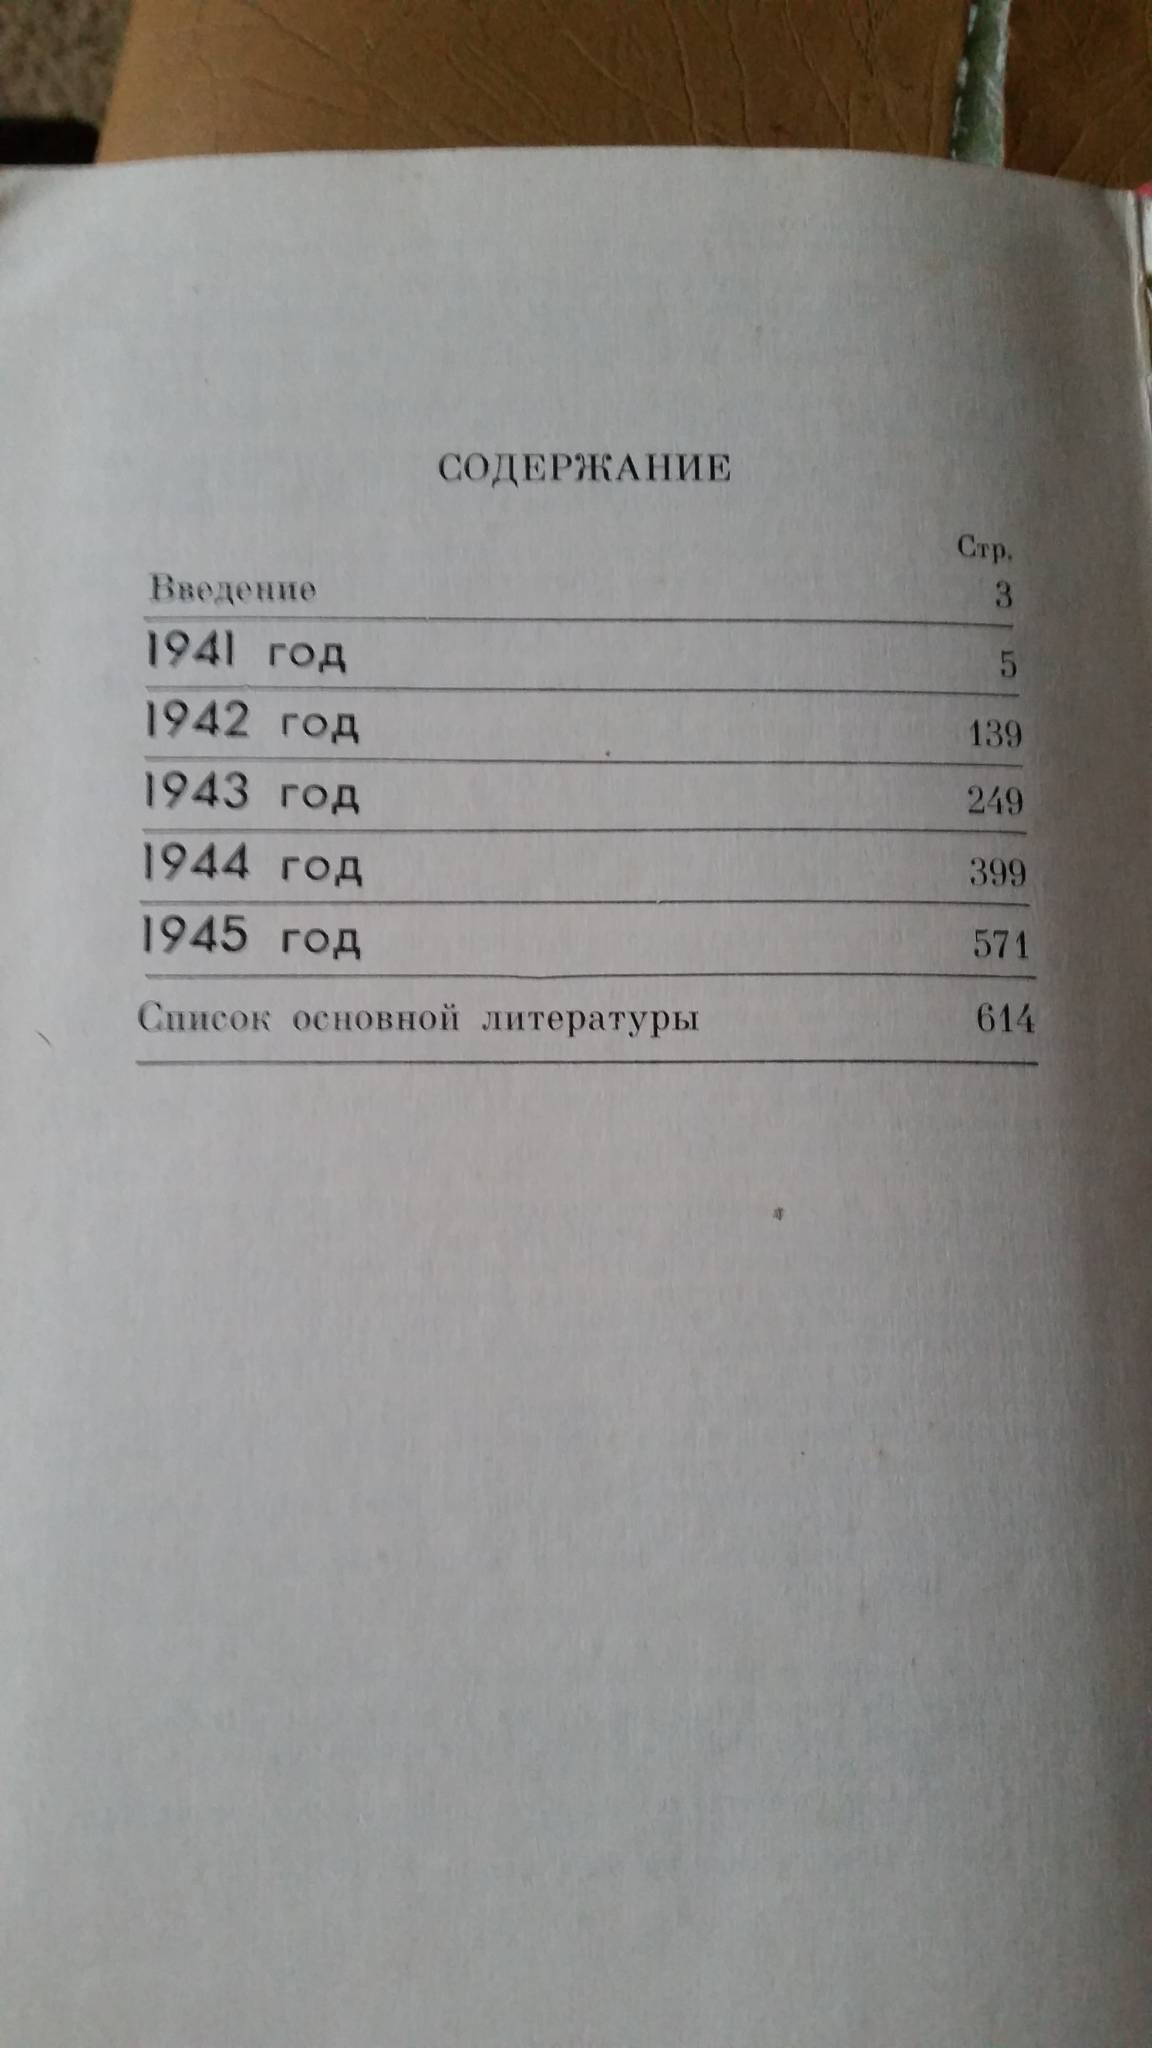 СОДЕРЖАНИЕ
Стр.
Введение 3
1941 год 5
1942 год 139
1943 год 249
1944 год 399
1945 год 571
Список основной литературы 614